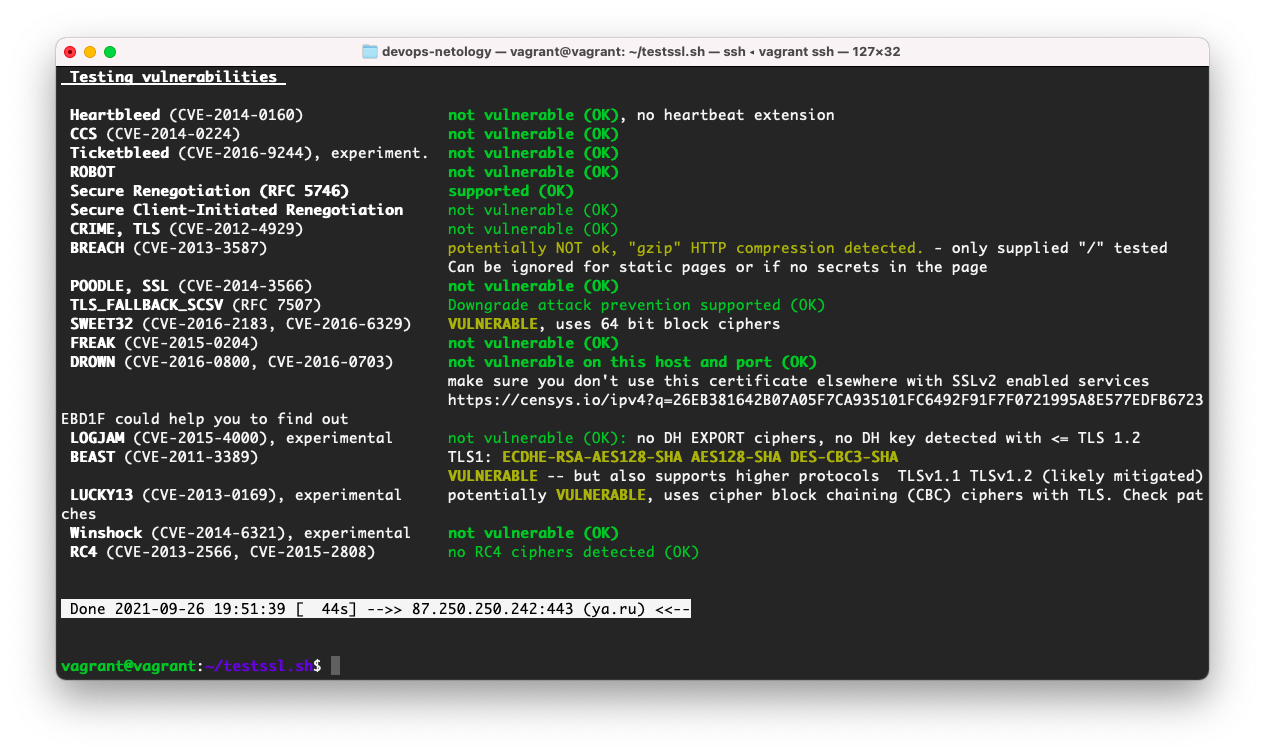 devops-netology — vagrant@vagrant: ~/testssl.sh — ssh ◂ vagrant ssh — 127×32
Testing vulnerabilities
Heartbleed (CVE-2014-0160) not vulnerable (OK), no heartbeat extension
CCS (CVE-2014-0224) not vulnerable (OK)
Ticketbleed (CVE-2016-9244), experiment. not vulnerable (OK)
ROBOT not vulnerable (OK)
Secure Renegotiation (RFC 5746) supported (OK)
Secure Client-Initiated Renegotiation not vulnerable (OK)
CRIME, TLS (CVE-2012-4929) not vulnerable (OK)
BREACH (CVE-2013-3587) potentially NOT ok, "gzip" HTTP compression detected. - only supplied "/" tested
Can be ignored for static pages or if no secrets in the page
POODLE, SSL (CVE-2014-3566) not vulnerable (OK)
TLS_FALLBACK_SCSV (RFC 7507) Downgrade attack prevention supported (OK)
SWEET32 (CVE-2016-2183, CVE-2016-6329) VULNERABLE, uses 64 bit block ciphers
FREAK (CVE-2015-0204) not vulnerable (OK)
DROWN (CVE-2016-0800, CVE-2016-0703) not vulnerable on this host and port (OK)
make sure you don't use this certificate elsewhere with SSLv2 enabled services
https://censys.io/ipv4?q=26EB381642B07A05F7CA935101FC6492F91F7F0721995A8E577EDFB6723
EBD1F could help you to find out
LOGJAM (CVE-2015-4000), experimental not vulnerable (OK): no DH EXPORT ciphers, no DH key detected with <= TLS 1.2
BEAST (CVE-2011-3389) TLS1: ECDHE-RSA-AES128-SHA AES128-SHA DES-CBC3-SHA
VULNERABLE -- but also supports higher protocols  TLSv1.1 TLSv1.2 (likely mitigated)
LUCKY13 (CVE-2013-0169), experimental potentially VULNERABLE, uses cipher block chaining (CBC) ciphers with TLS. Check pat
ches
Winshock (CVE-2014-6321), experimental not vulnerable (OK)
RC4 (CVE-2013-2566, CVE-2015-2808) no RC4 ciphers detected (OK)
Done 2021-09-26 19:51:39 [  44s] -->> 87.250.250.242:443 (ya.ru) <<--
vagrant@vagrant:~/testssl.sh$